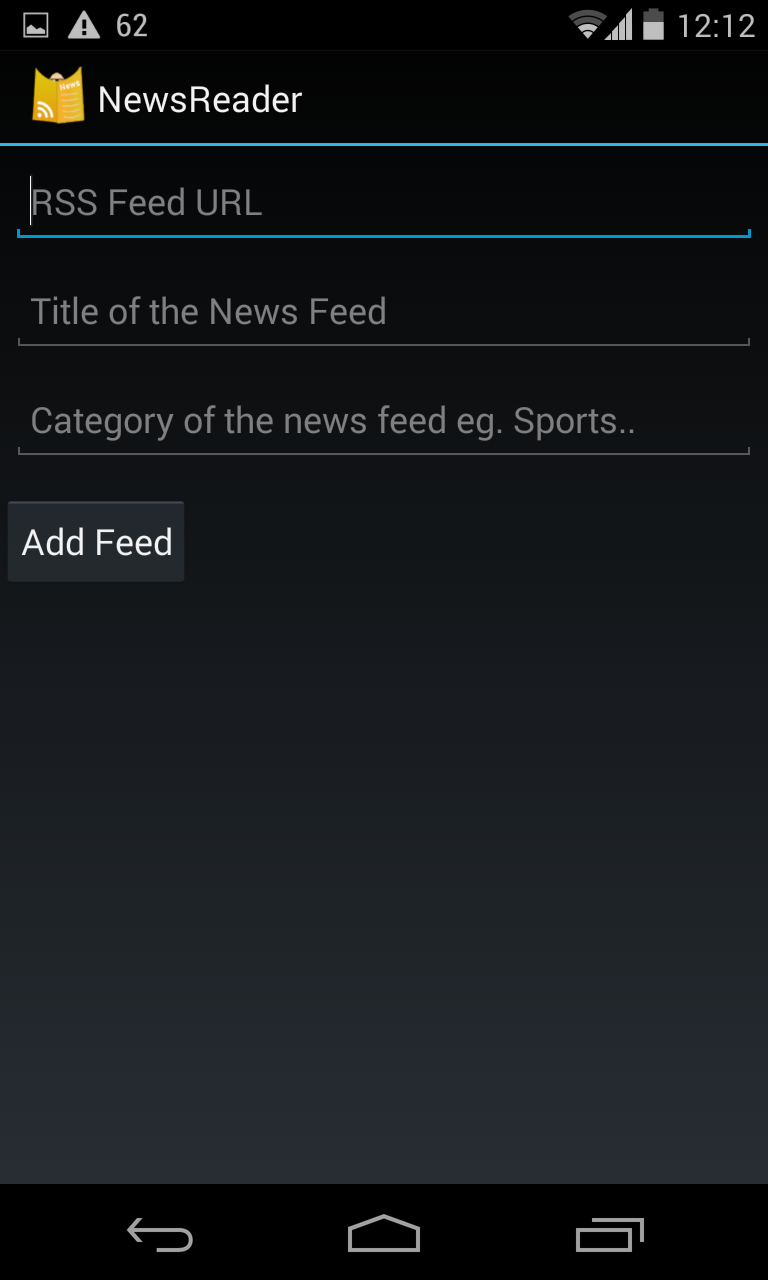 62 12:12
News
NewsReader
RSS Feed URL
Title of the News Feed
Category of the news feed eg. Sports..
Add Feed